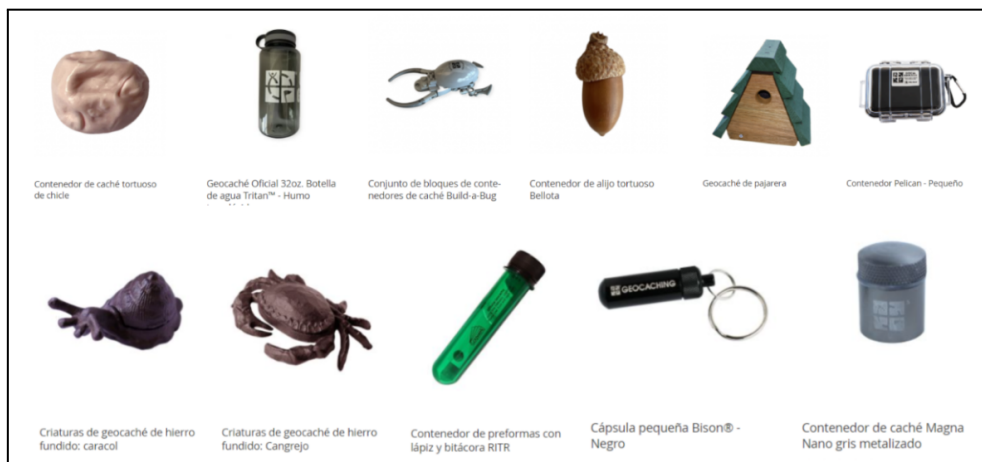 Contenedor de caché tortuoso
de chicle
Geocaché Oficial 32oz. Botella
de agua Tritan™ - Humo
Conjunto de bloques de conte-
nedores de caché Build-a-Bug
Contenedor de alijo tortuoso
Bellota
Geocaché de pajarera
Contenedor Pelican - Pequeño
GEOCACHING
Criaturas de geocaché de hierro
fundido: caracol
Criaturas de geocaché de hierro
fundido: Cangrejo
Contenedor de preformas con
lápiz y bitácora RITR
Cápsula pequeña Bison® -
Negro
Contenedor de caché Magna
Nano gris metalizado